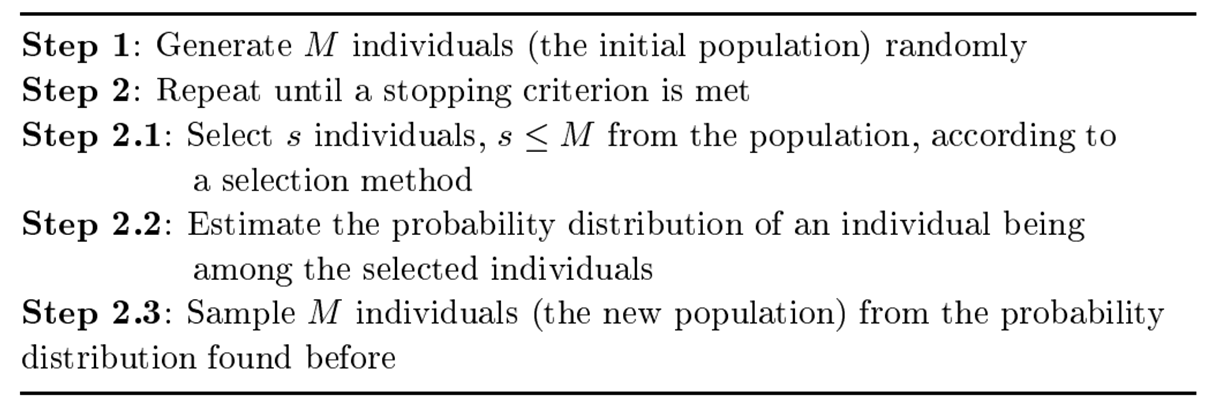 Step 1: Generate M individuals (the initial population) randomly
Step 2: Repeat until a stopping criterion is met
Step 2.1: Select s individuals, s ≤ M from the population, according to
a selection method
Step 2.2: Estimate the probability distribution of an individual being
among the selected individuals
Step 2.3: Sample M individuals (the new population) from the probability
distribution found before